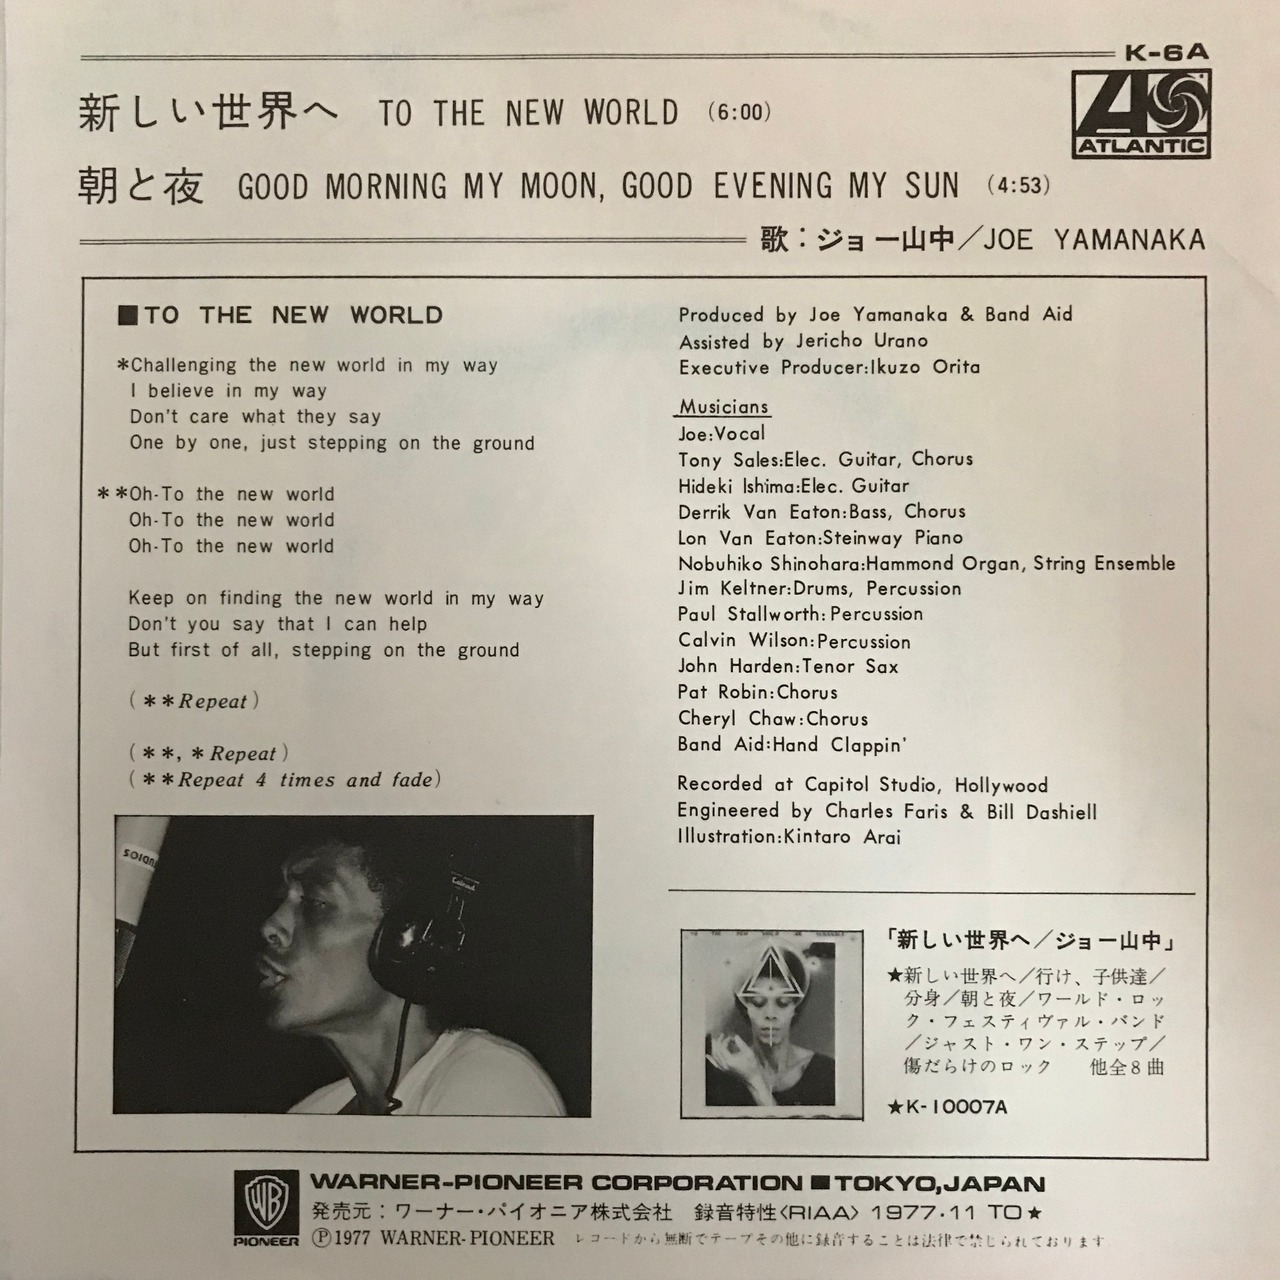 K-6A
新しい世界へ TO THE NEW WORLD (6:00)
ATLANTIC
朝と夜 GOOD MORNING MY MOON, GOOD EVENING MY SUN (4:53)
歌：ジョー山中／JOE YAMANAKA
■TO THE NEW WORLD
*Challenging the new world in my way
I believe in my way
Don't care what they say
One by one, just stepping on the ground
**Oh-To the new world
Oh-To the new world
Oh-To the new world
Keep on finding the new world in my way
Don't you say that I can help
But first of all, stepping on the ground
(**Repeat)
(**, *Repeat)
(**Repeat 4 times and fade)
Produced by Joe Yamanaka & Band Aid
Assisted by Jericho Urano
Executive Producer:Ikuzo Orita
Musicians
Joe:Vocal
Tony Sales:Elec. Guitar, Chorus
Hideki Ishima:Elec. Guitar
Derrik Van Eaton:Bass, Chorus
Lon Van Eaton:Steinway Piano
Nobuhiko Shinohara:Hammond Organ, String Ensemble
Jim Keltner:Drums, Percussion
Paul Stallworth:Percussion
Calvin Wilson:Percussion
John Harden:Tenor Sax
Pat Robin:Chorus
Cheryl Chaw:Chorus
Band Aid:Hand Clappin'
Recorded at Capitol Studio, Hollywood
Engineered by Charles Faris & Bill Dashiell
Illustration:Kintaro Arai
「新しい世界へ／ジョー山中」
★新しい世界へ／行け、子供達／
分身／朝と夜／ワールド・ロッ
ク・フェスティヴァル・バンド
／ジャスト・ワン・ステップ／
傷だらけのロック 他全8曲
★K-10007A
WB
PIONEER
WARNER-PIONEER CORPORATION ■TOKYO,JAPAN
発売元：ワーナー・パイオニア株式会社 録音特性<RIAA> 1977・11 TO★
Ⓟ1977 WARNER-PIONEER レコードから無断でテープその他に録音することは法律で禁じられております